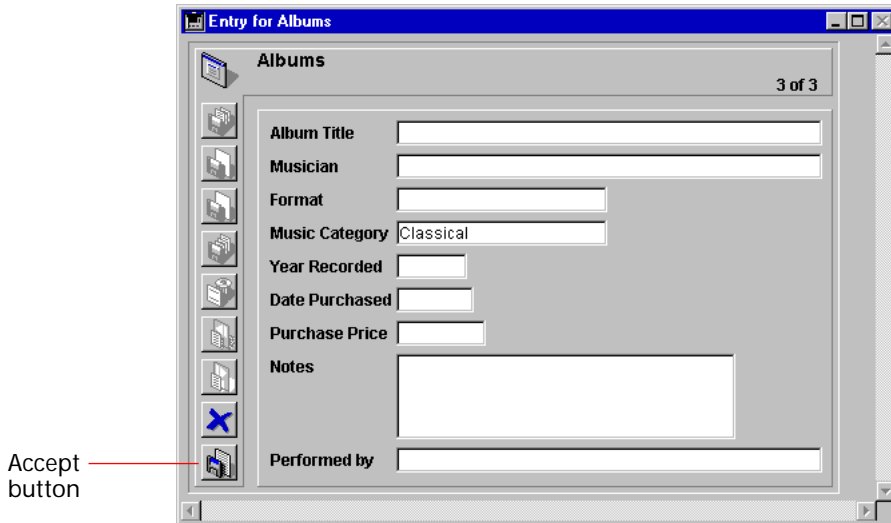 Entry for Albums
Albums
3 of 3
Album Title
Musician
Format
Music Category Classical
Year Recorded
Date Purchased
Purchase Price
Notes
Performed by
Accept
button